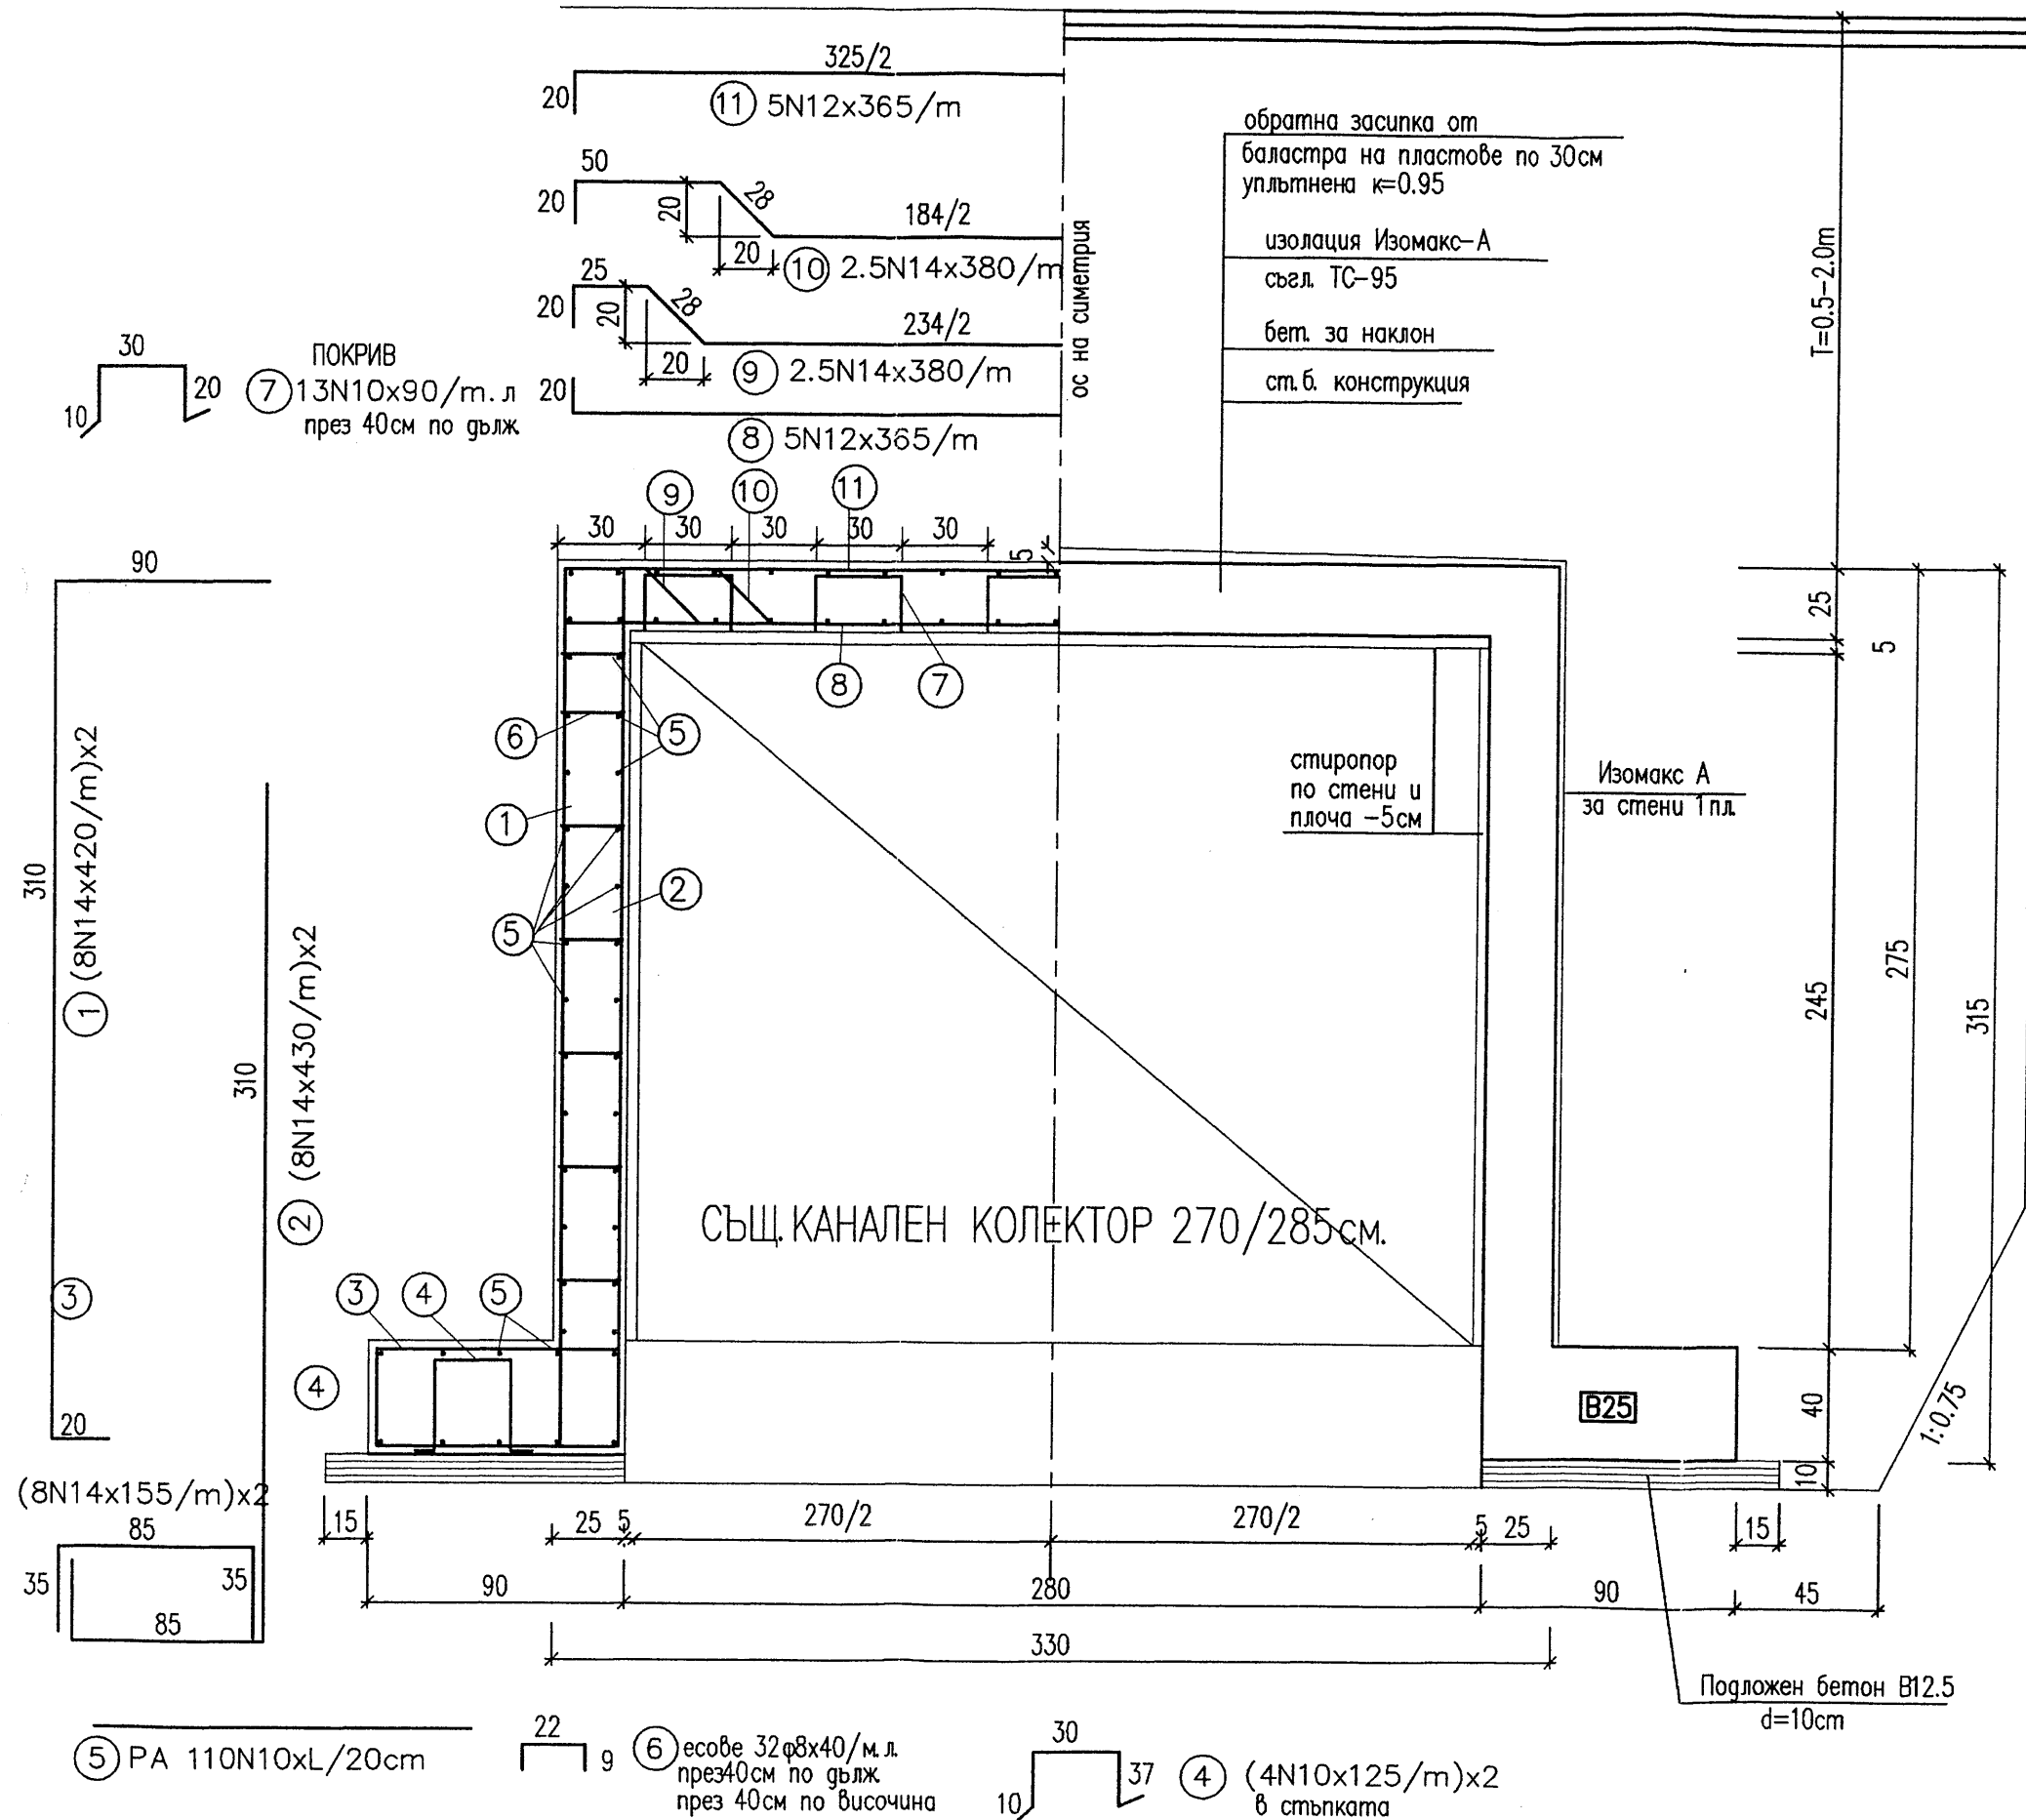 325/2
20
11 5N12x365/m
50
28
20
20
184/2
20
10 2.5N14x380/m
25
28
20
20
234/2
20
9 2.5N14x380/m
20
8 5N12x365/m
30
ПОКРИВ
20
7 13N10x90/m.л
10
през 40см по дълж.
ос на симетрия
обратна засипка от
баластра на пластове по 30см
уплътнена к=0.95
изолация Изомакс-А
съгл. ТС-95
бет. за наклон
ст.б. конструкция
T=0.5-2.0m
9
10
11
30
30
30
30
30
5
90
310
1 (8N14x420/m)x2
3
20
310
2 (8N14x430/m)x2
4
(8N14x155/m)x2
85
35
35
85
6
5
1
2
5
8
7
3
4
5
стиропор
по стени и
плоча -5см
Изомакс А
за стени 1пл.
25
5
245
275
315
40
10
1:0.75
СЪЩ. КАНАЛЕН КОЛЕКТОР 270/285см.
B25
15
25
5
270/2
270/2
5
25
15
90
280
90
45
330
Подложен бетон В12.5
d=10cm
5 РА 110N10xL/20cm
22
9
6 есове 32φ8x40/м.л.
през40см по дълж.
през 40см по височина
30
37
10
4 (4N10x125/m)x2
в стъпката